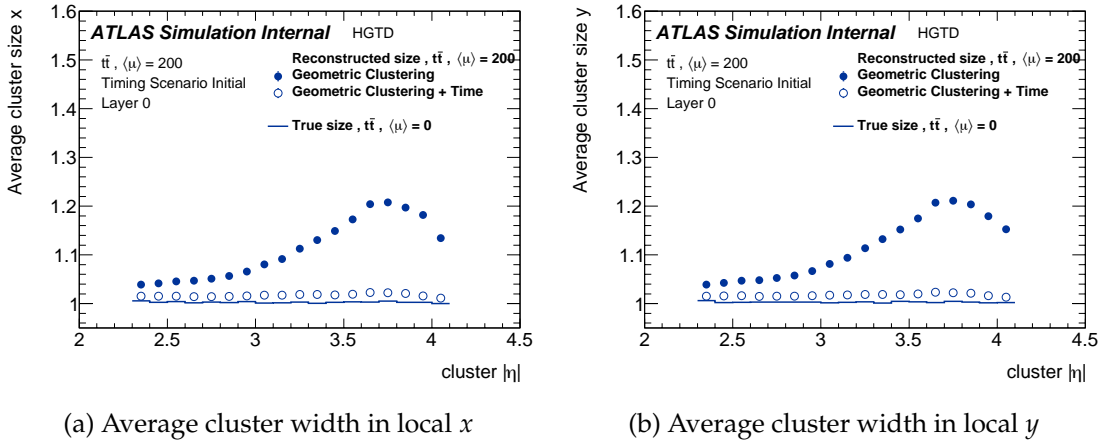 Average cluster size x
1.6
1.5
1.4
1.3
1.2
1.1
1
ATLAS Simulation Internal HGTD
tt̄ , ⟨μ⟩ = 200
Timing Scenario Initial
Layer 0
Reconstructed size , tt̄ , ⟨μ⟩ = 200
Geometric Clustering
Geometric Clustering + Time
True size , tt̄ , ⟨μ⟩ = 0
2 2.5 3 3.5 4 4.5
cluster |η|
(a) Average cluster width in local x
Average cluster size y
1.6
1.5
1.4
1.3
1.2
1.1
1
ATLAS Simulation Internal HGTD
tt̄ , ⟨μ⟩ = 200
Timing Scenario Initial
Layer 0
Reconstructed size , tt̄ , ⟨μ⟩ = 200
Geometric Clustering
Geometric Clustering + Time
True size , tt̄ , ⟨μ⟩ = 0
2 2.5 3 3.5 4 4.5
cluster |η|
(b) Average cluster width in local y